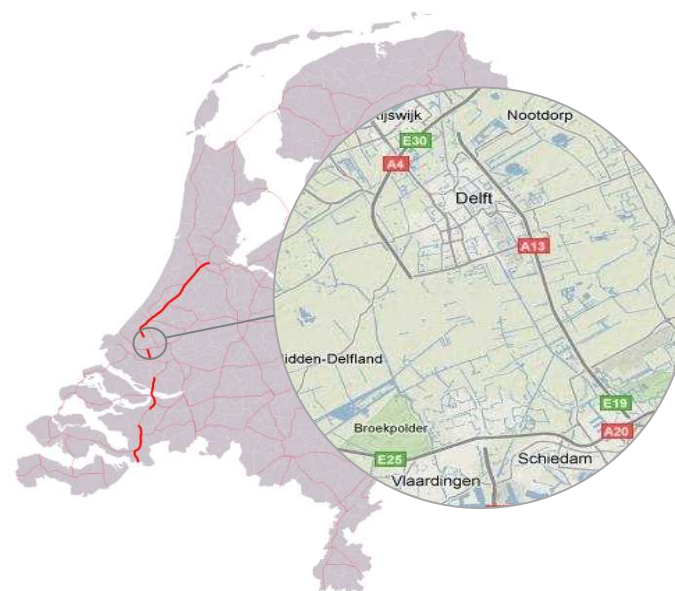 ijswijk
Nootdorp
E30
A4
Delft
A13
idden-Delfland
E19
Broekpolder
A20
E25
Schiedam
Vlaardingen